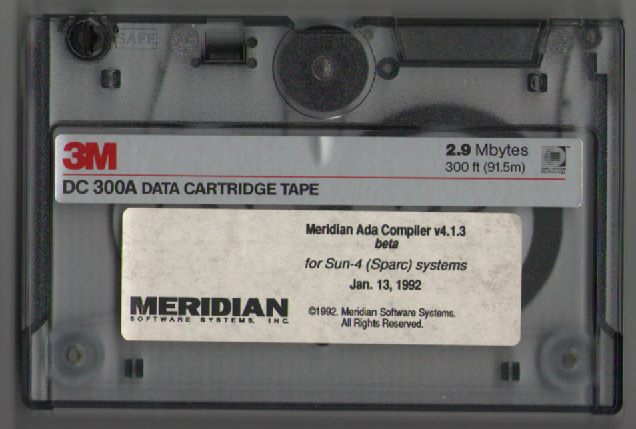 SAFE
3M
2.9 Mbytes
300 ft (91.5m)
DC 300A DATA CARTRIDGE TAPE
Meridian Ada Compiler v4.1.3
beta
for Sun-4 (Sparc) systems
Jan. 13, 1992
MERIDIAN
SOFTWARE SYSTEMS, INC.
©1992. Meridian Software Systems.
All Rights Reserved.